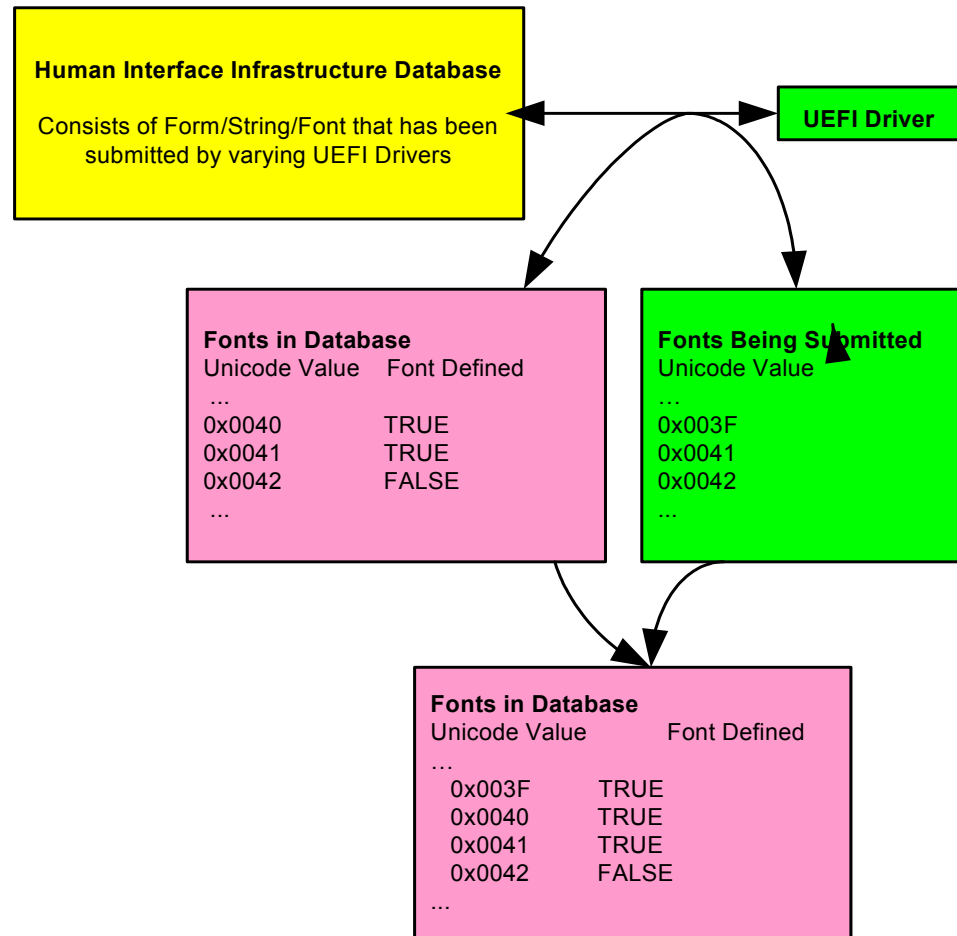 Human Interface Infrastructure Database
Consists of Form/String/Font that has been
submitted by varying UEFI Drivers
UEFI Driver
Fonts in Database
Unicode Value Font Defined
...
0x0040 TRUE
0x0041 TRUE
0x0042 FALSE
...
Fonts Being Submitted
Unicode Value
...
0x003F
0x0041
0x0042
...
Fonts in Database
Unicode Value Font Defined
...
0x003F TRUE
0x0040 TRUE
0x0041 TRUE
0x0042 FALSE
...